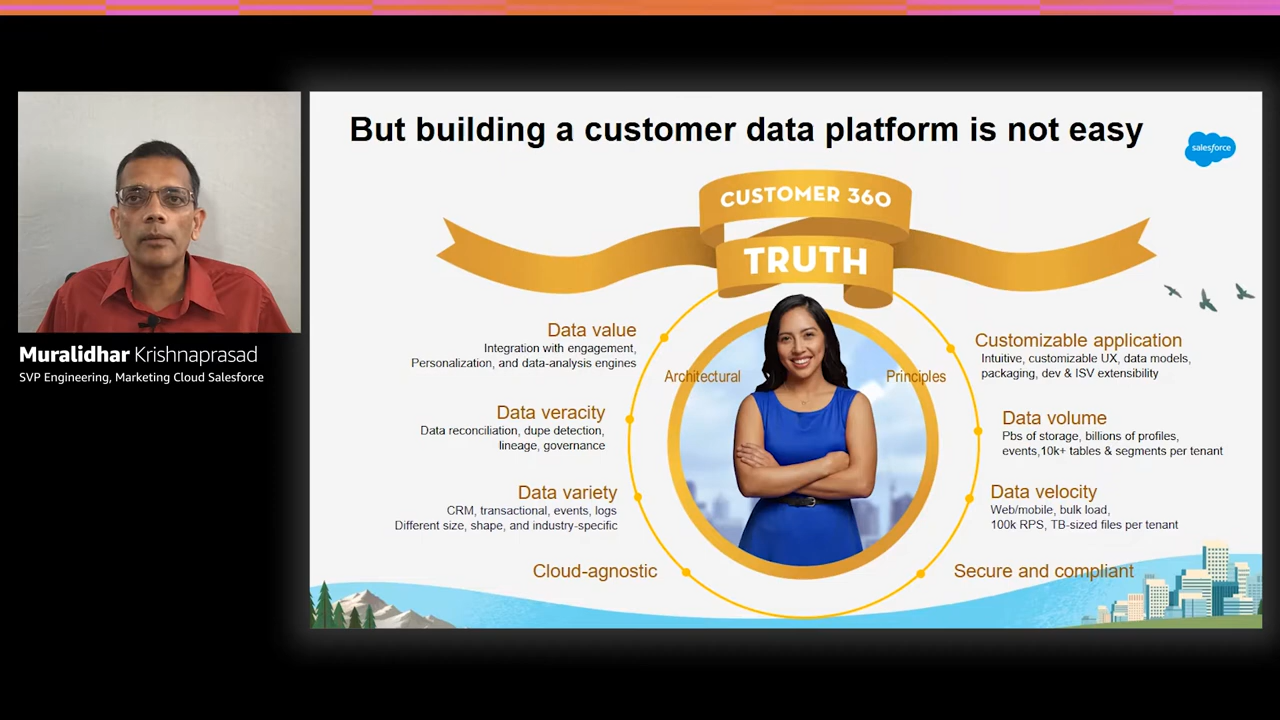 But building a customer data platform is not easy
salesforce
CUSTOMER 360
TRUTH
Muralidhar Krishnaprasad
SVP Engineering, Marketing Cloud Salesforce
Data value
Integration with engagement,
Personalization, and data-analysis engines
Data veracity
Data reconciliation, dupe detection,
lineage, governance
Data variety
CRM, transactional, events, logs
Different size, shape, and industry-specific
Cloud-agnostic
Architectural
Principles
Customizable application
Intuitive, customizable UX, data models,
packaging, dev & ISV extensibility
Data volume
Pbs of storage, billions of profiles,
events,10k+ tables & segments per tenant
Data velocity
Web/mobile, bulk load,
100k RPS, TB-sized files per tenant
Secure and compliant